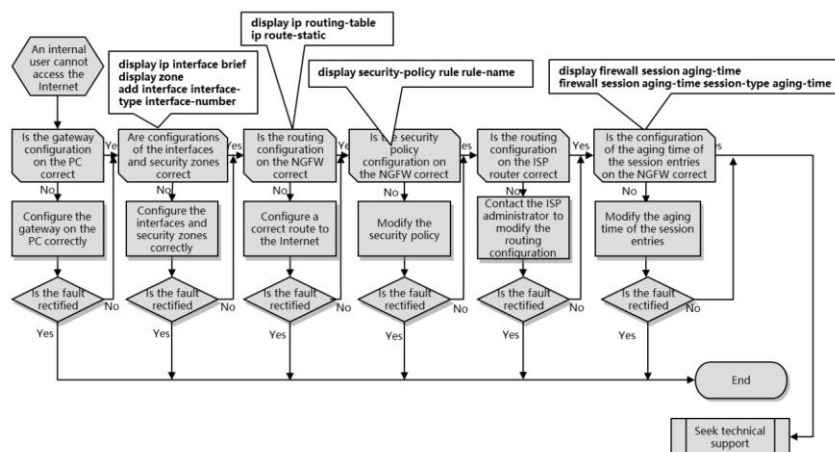 display ip routing-table
ip route-static
An internal
user cannot
access the
Internet
display ip interface brief
display zone
add interface interface-
type interface-number
display security-policy rule rule-name
display firewall session aging-time
firewall session aging-time session-type aging-time
Is the gateway
configuration
on the PC
correct
Yes
Are configurations
of the interfaces
and security zones
correct
Yes
Is the routing
configuration
on the NGFW
correct
Yes
Is the security
policy
configuration on
the NGFW correct
Yes
Is the routing
configuration
on the ISP
router correct
Yes
Is the configuration
of the aging time of
the session entries
on the NGFW correct
Yes
No
No
No
No
No
No
Configure the
gateway on the
PC correctly
Configure the
interfaces and
security zones
correctly
Configure a
correct route to
the Internet
Modify the
security policy
Contact the ISP
administrator to
modify the
routing
configuration
Modify the aging
time of the session
entries
Is the fault
rectified
No
Is the fault
rectified
No
Is the fault
rectified
No
Is the fault
rectified
No
Is the fault
rectified
No
Is the fault
rectified
No
Yes
Yes
Yes
Yes
Yes
Yes
End
Seek technical
support